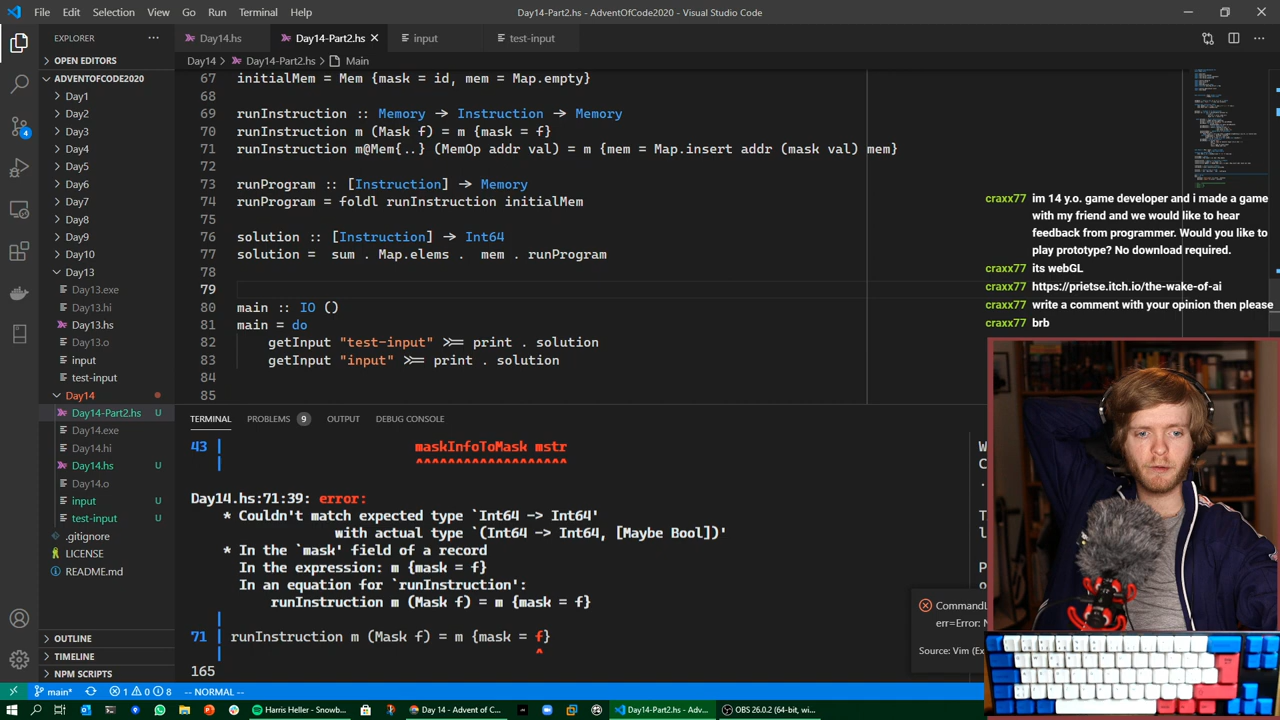 File Edit Selection View Go Run Terminal Help
Day14-Part2.hs - AdventOfCode2020 - Visual Studio Code
EXPLORER
Day14.hs
Day14-Part2.hs
input
test-input
OPEN EDITORS
Day14 > Day14-Part2.hs > Main
ADVENTOFCODE2020
Day1
Day2
Day3
Day4
Day5
Day6
Day7
Day8
Day9
Day10
Day13
Day13.exe
Day13.hi
Day13.hs
Day13.o
input
test-input
Day14
Day14-Part2.hs U
Day14.exe
Day14.hi
Day14.hs U
Day14.o
input U
test-input U
.gitignore
LICENSE
README.md
OUTLINE
TIMELINE
NPM SCRIPTS
4
67 initialMem = Mem {mask = id, mem = Map.empty}
68
69 runInstruction :: Memory → Instruction → Memory
70 runInstruction m (Mask f) = m {mask = f}
71 runInstruction m@Mem{..} (MemOp addr val) = m {mem = Map.insert addr (mask val) mem}
72
73 runProgram :: [Instruction] → Memory
74 runProgram = foldl runInstruction initialMem
75
76 solution :: [Instruction] → Int64
77 solution = sum . Map.elems . mem . runProgram
78
79
80 main :: IO ()
81 main = do
82 getInput "test-input" >>= print . solution
83 getInput "input" >>= print . solution
84
85
TERMINAL PROBLEMS 9 OUTPUT DEBUG CONSOLE
43 | maskInfoToMask mstr
| ^^^^^^^^^^^^^^^^^^^
Day14.hs:71:39: error:
* Couldn't match expected type `Int64 -> Int64'
with actual type `(Int64 -> Int64, [Maybe Bool])'
* In the `mask' field of a record
In the expression: m {mask = f}
In an equation for `runInstruction':
runInstruction m (Mask f) = m {mask = f}
|
71 | runInstruction m (Mask f) = m {mask = f}
| ^
165
craxx77 im 14 y.o. game developer and i made a game
with my friend and we would like to hear
feedback from programmer. Would you like to
play prototype? No download required.
craxx77 its webGL
craxx77 https://prietse.itch.io/the-wake-of-ai
craxx77 write a comment with your opinion then please
craxx77 brb
CommandL
err=Error: N
Source: Vim (Ex
main* 1 0 8 -- NORMAL --
Harris Heller - Snowb...
Day 14 - Advent of C...
Day14-Part2.hs - Adv...
OBS 26.0.2 (64-bit, w...